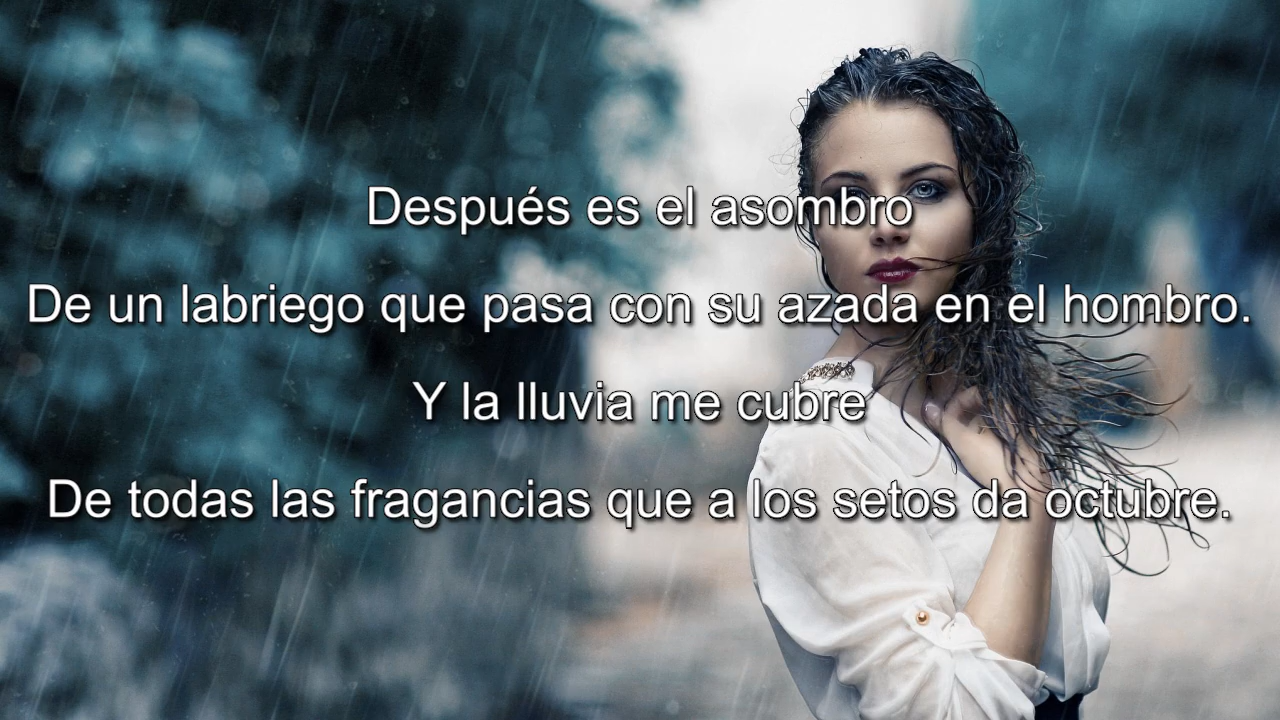 Después es el asombro
De un labriego que pasa con su azada en el hombro.
Y la lluvia me cubre
De todas las fragancias que a los setos da octubre.